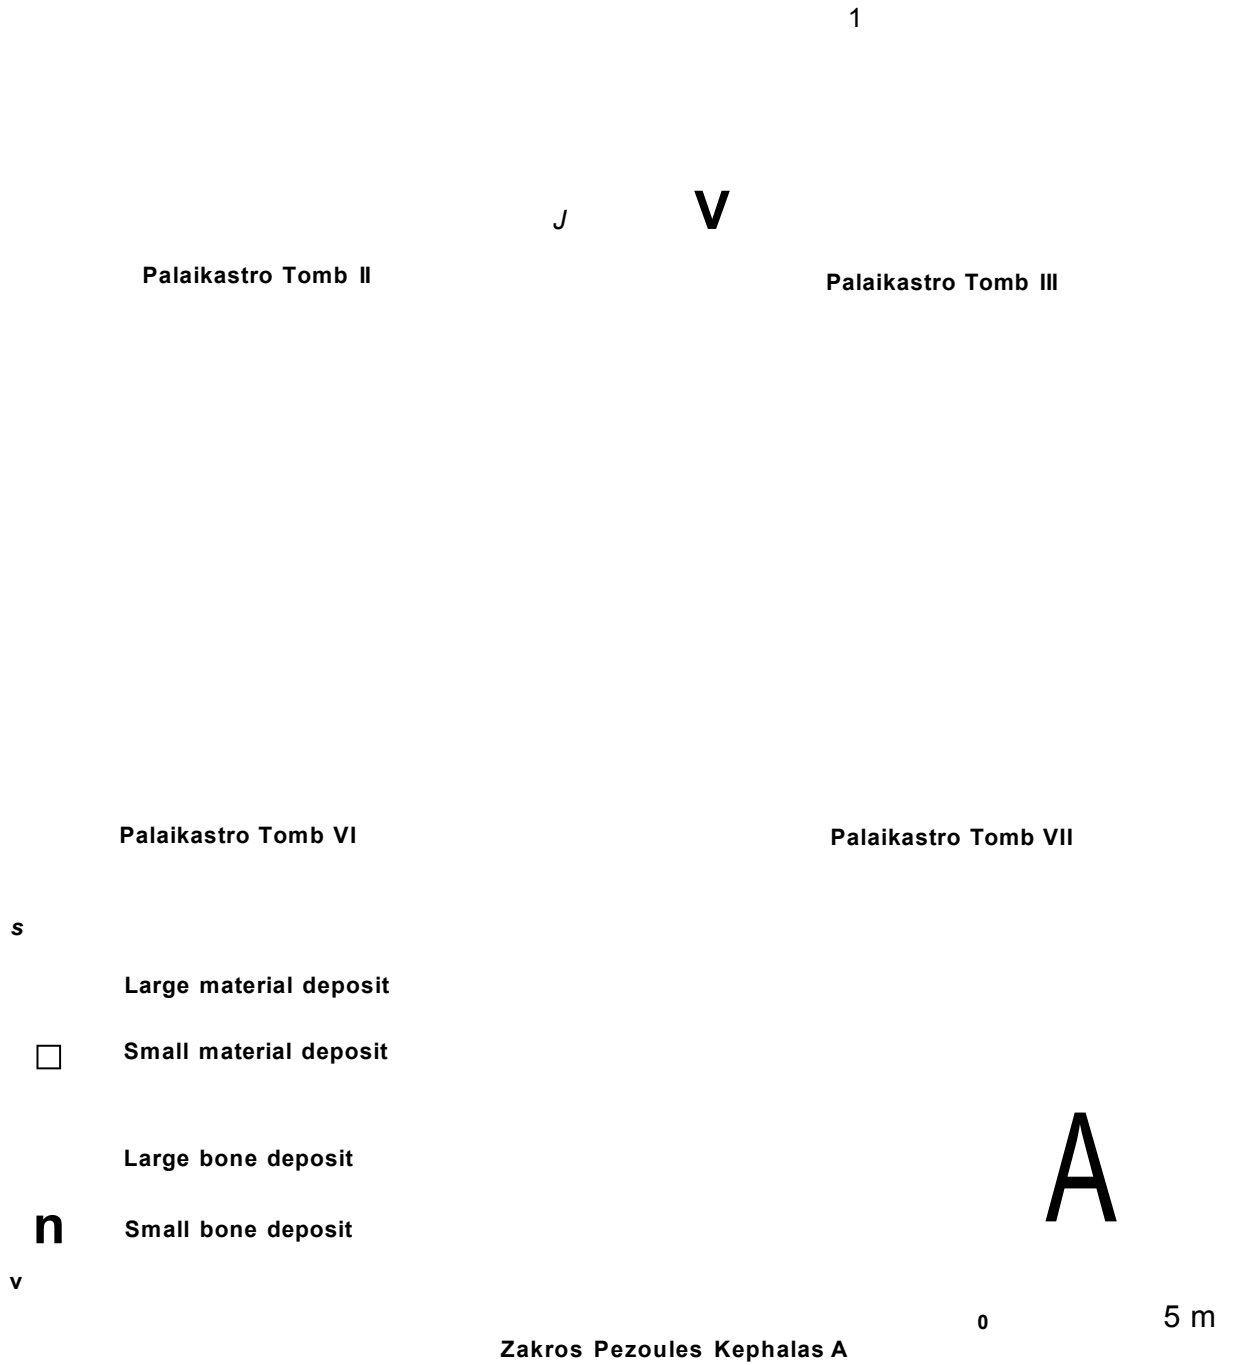 1
J V
Palaikastro Tomb II
Palaikastro Tomb III
Palaikastro Tomb VI
Palaikastro Tomb VII
s
Large material deposit
□ Small material deposit
Large bone deposit
A
n Small bone deposit
v
0 5 m
Zakros Pezoules Kephalas A